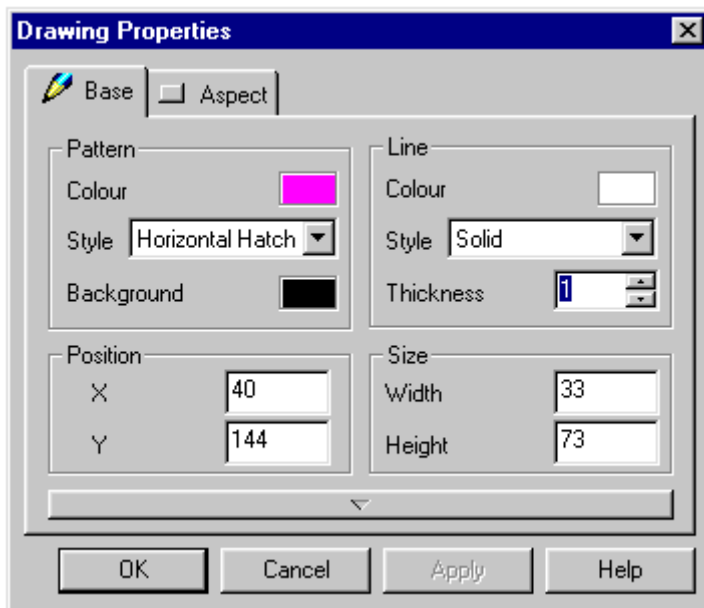 Drawing Properties
Base Aspect
Pattern
Colour
Style Horizontal Hatch
Background
Line
Colour
Style Solid
Thickness 1
Position
X 40
Y 144
Size
Width 33
Height 73
OK Cancel Apply Help